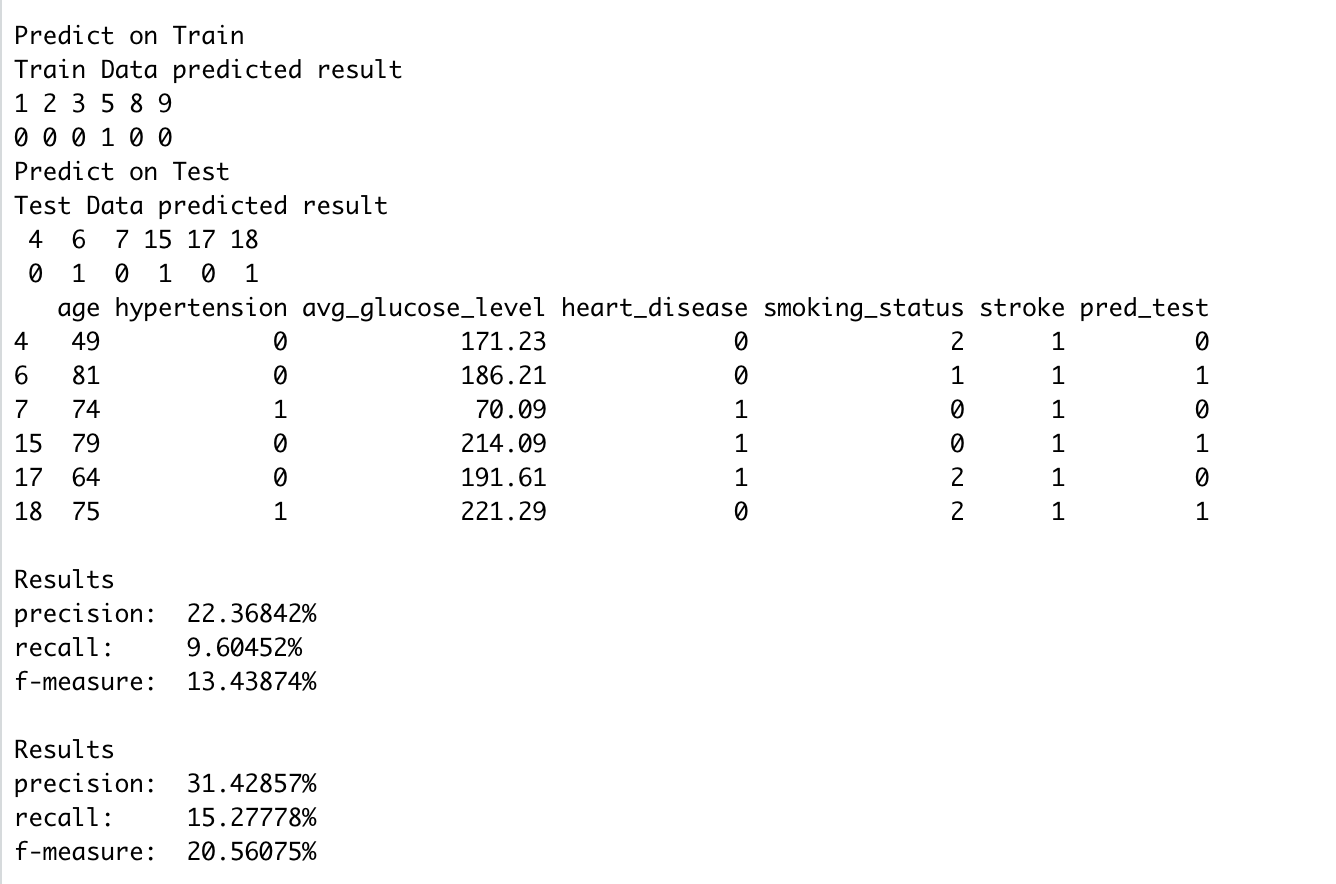 Predict on Train
Train Data predicted result
1 2 3 5 8 9
0 0 0 1 0 0
Predict on Test
Test Data predicted result
 4  6  7 15 17 18
 0  1  0  1  0  1
   age hypertension avg_glucose_level heart_disease smoking_status stroke pred_test
4   49            0            171.23             0              2      1         0
6   81            0            186.21             0              1      1         1
7   74            1             70.09             1              0      1         0
15  79            0            214.09             1              0      1         1
17  64            0            191.61             1              2      1         0
18  75            1            221.29             0              2      1         1

Results
precision:  22.36842%
recall:     9.60452%
f-measure:  13.43874%

Results
precision:  31.42857%
recall:     15.27778%
f-measure:  20.56075%